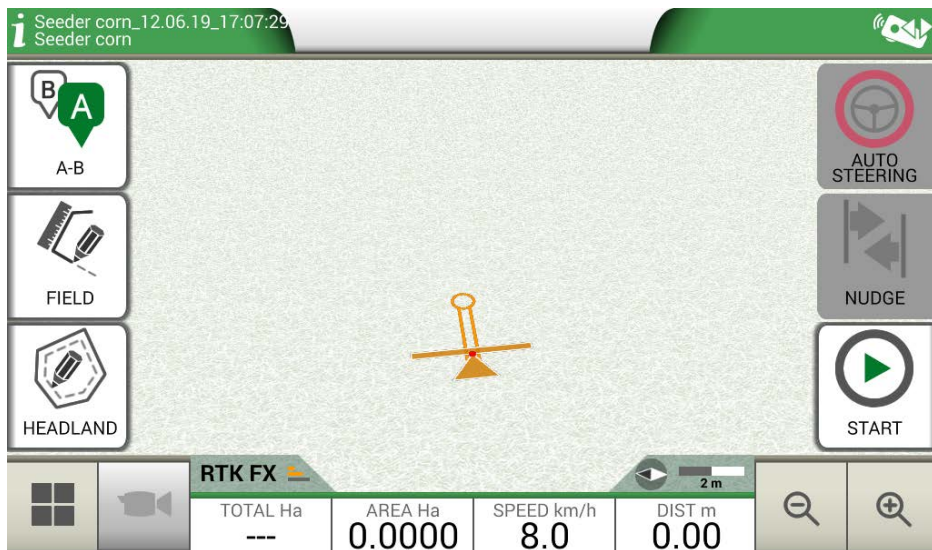 Seeder corn_12.06.19_17:07:29
Seeder corn
B
A
A-B
FIELD
HEADLAND
AUTO
STEERING
NUDGE
START
RTK FX
2 m
TOTAL Ha
---
AREA Ha
0.0000
SPEED km/h
8.0
DIST m
0.00